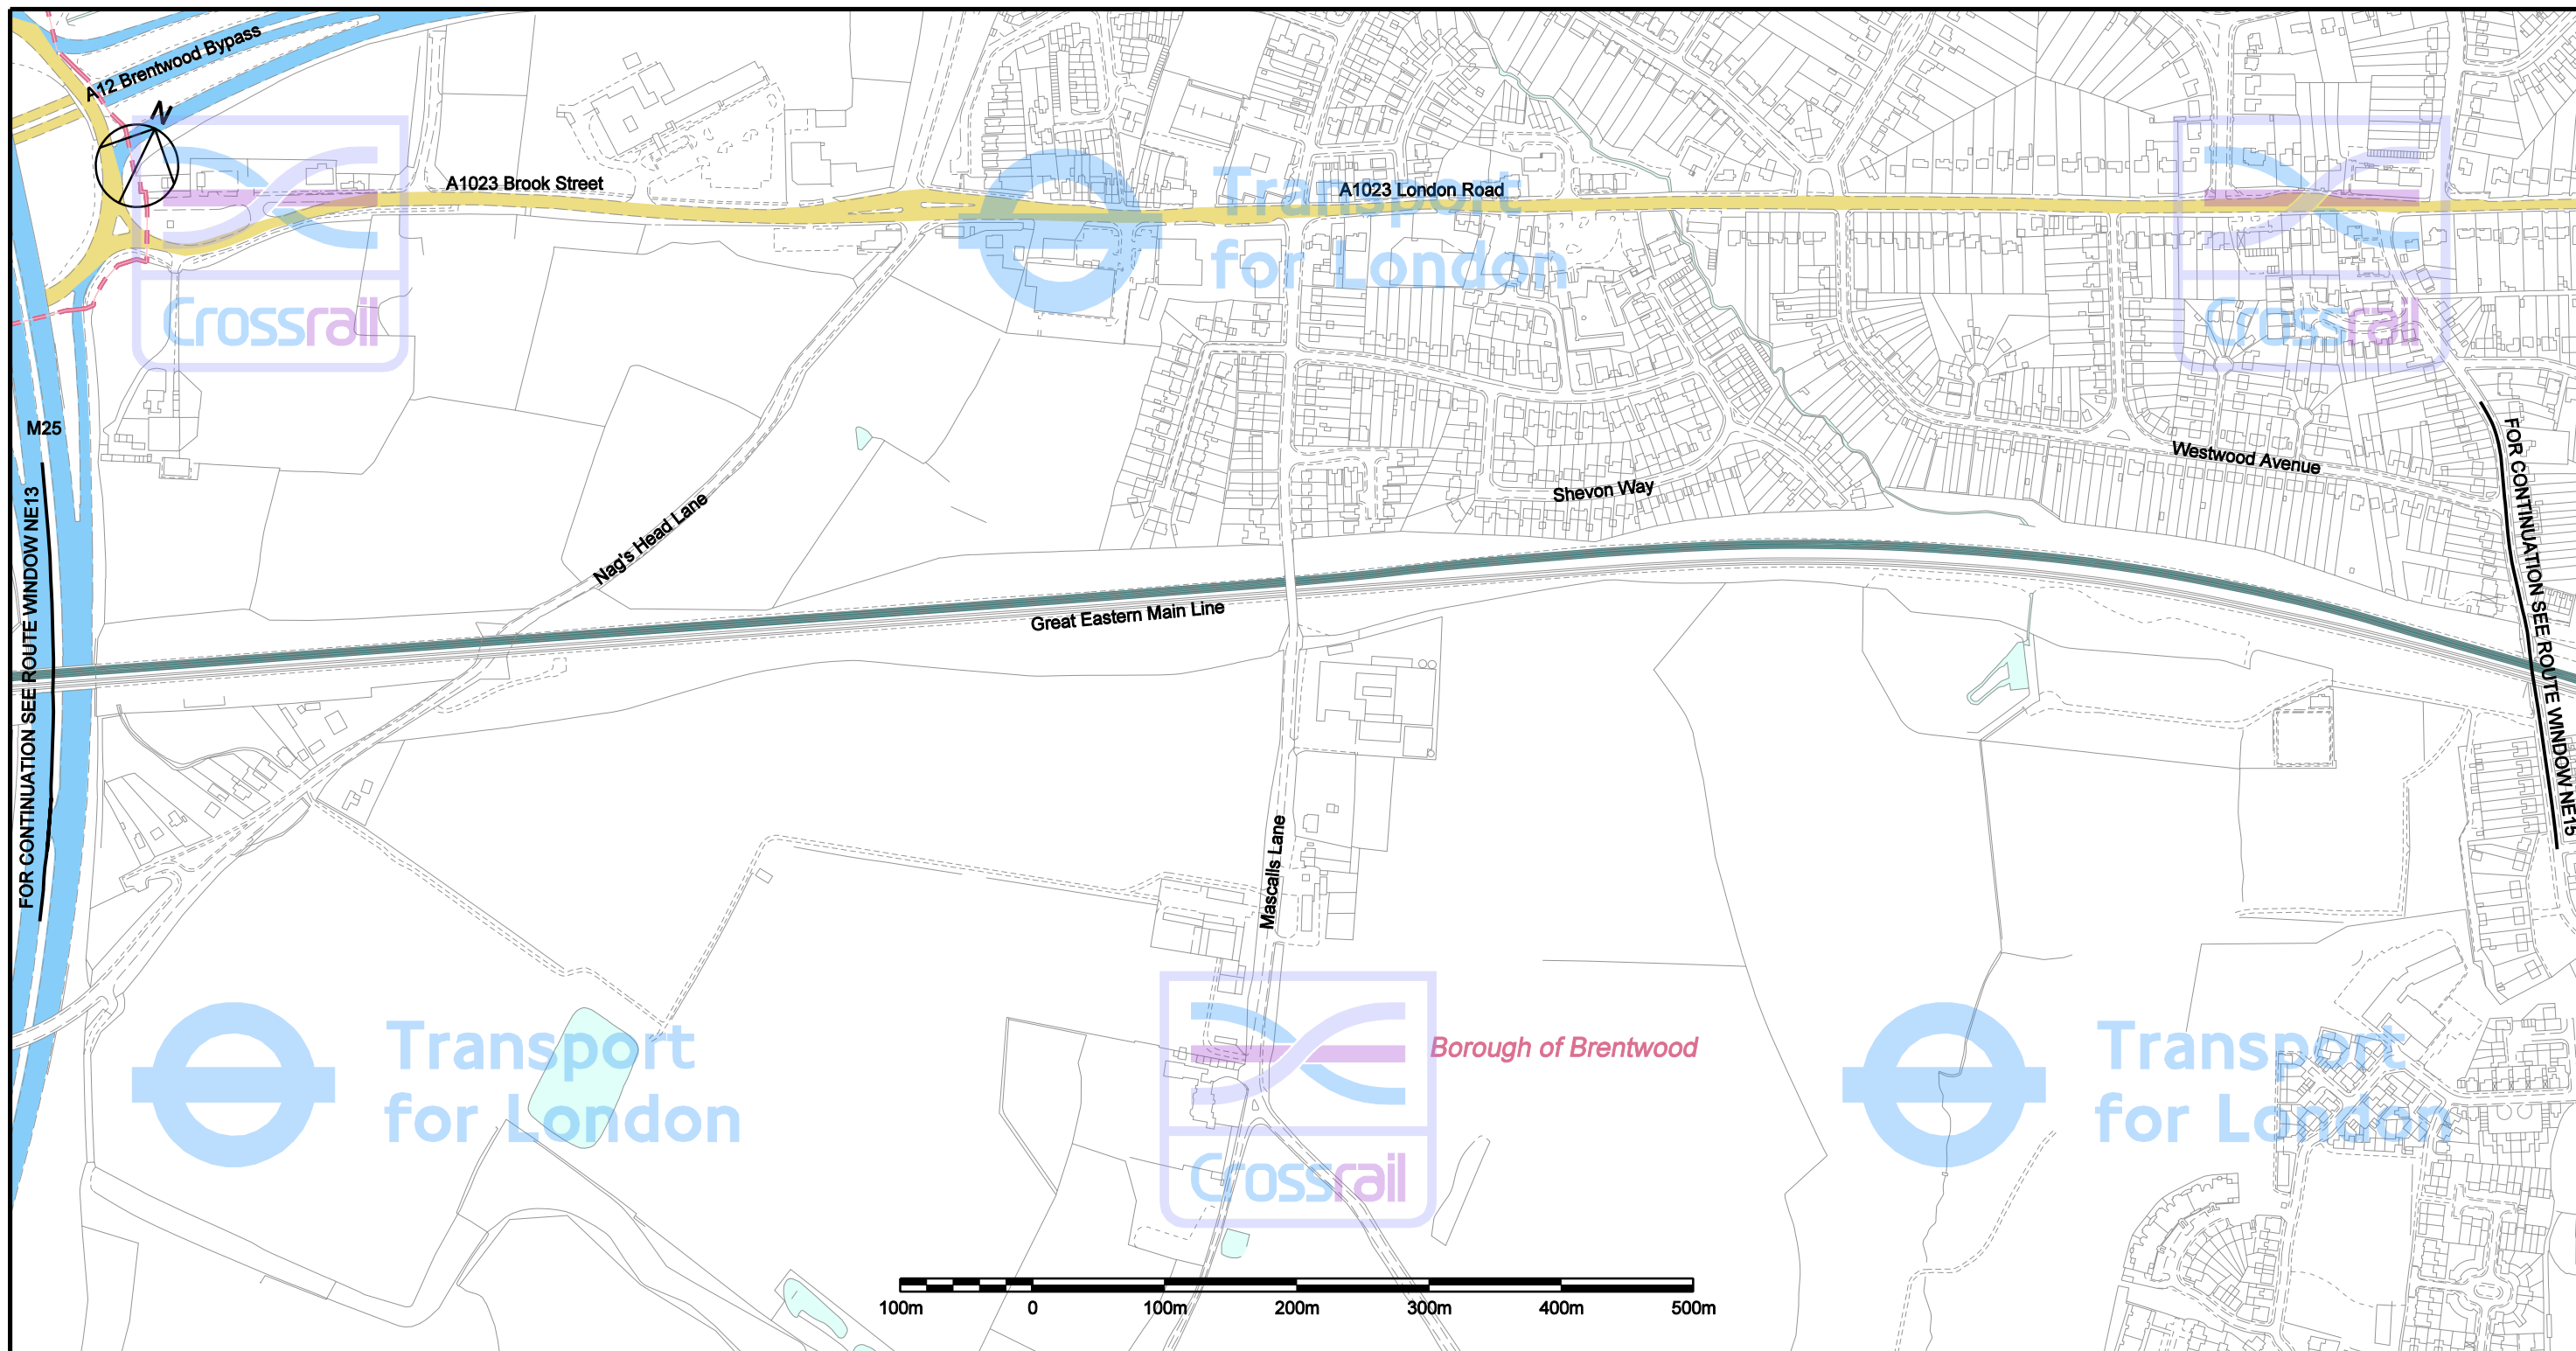 A12 Brentwood Bypass
N
A1023 Brook Street
A1023 London Road
Transport
for London
Crossrail
Crossrail
M25
FOR CONTINUATION SEE ROUTE WINDOW NE13
Nag's Head Lane
Shevon Way
Westwood Avenue
FOR CONTINUATION SEE ROUTE WINDOW NE15
Great Eastern Main Line
Mascalls Lane
Transport
for London
Borough of Brentwood
Crossrail
Transport
for London
100m 0 100m 200m 300m 400m 500m